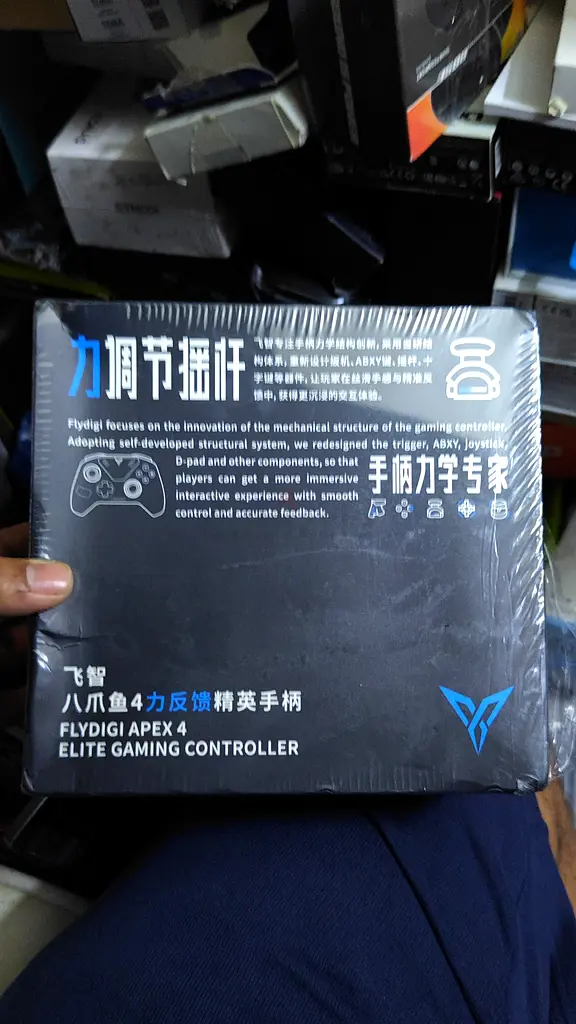 力调节摇杆
飞智专注手柄力学结构创新,采用自研结
构体系,重新设计扳机、ABXY键、摇杆、十
字键等部件,让玩家在丝滑手感与精准反
馈中,获得更沉浸的交互体验。
Flydigi focuses on the innovation of the mechanical structure of the gaming controller,
Adopting self-developed structural system, we redesigned the trigger, ABXY, joystick,
D-pad and other components, so that
players can get a more immersive
interactive experience with smooth
control and accurate feedback.
手柄力学专家
飞智
八爪鱼4力反馈精英手柄
FLYDIGI APEX 4
ELITE GAMING CONTROLLER